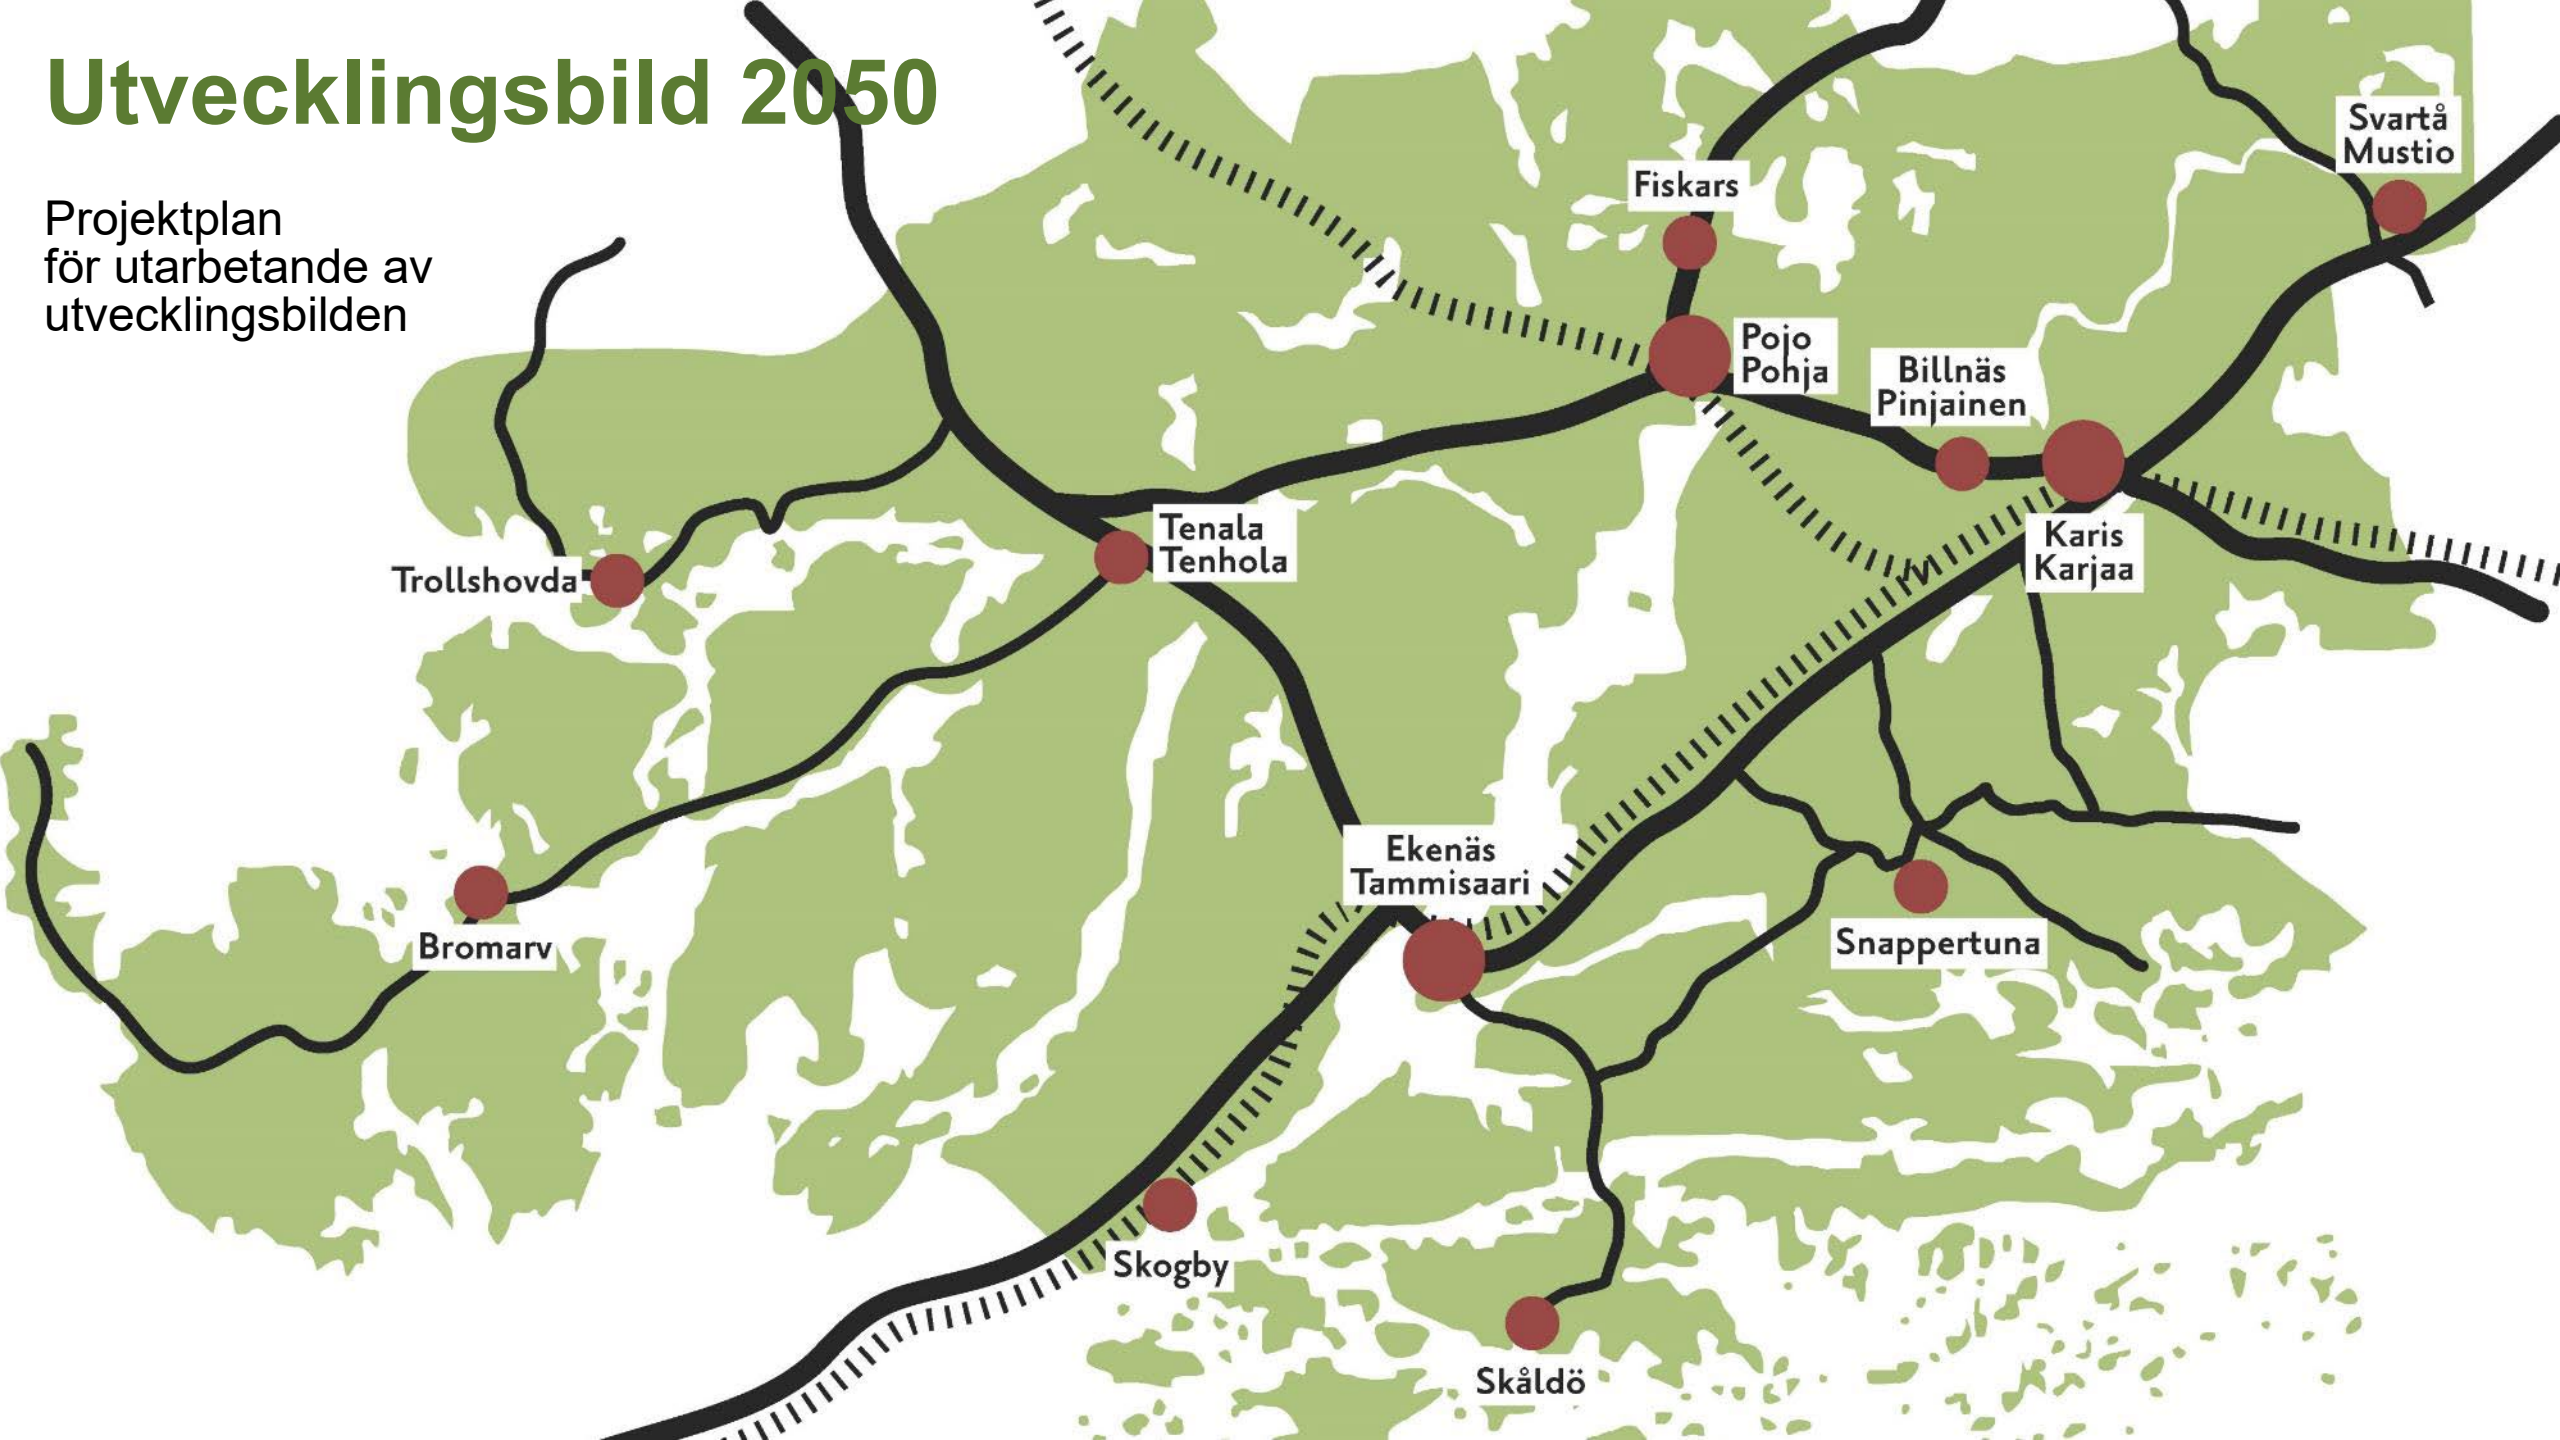 Utvecklingsbild 2050
Projektplan
för utarbetande av
utvecklingsbilden
Svartå
Mustio
Fiskars
Pojo
Pohja
Billnäs
Pinjainen
Karis
Karjaa
Tenala
Tenhola
Trollshovda
Ekenäs
Tammisaari
Bromarv
Snappertuna
Skogby
Skåldö